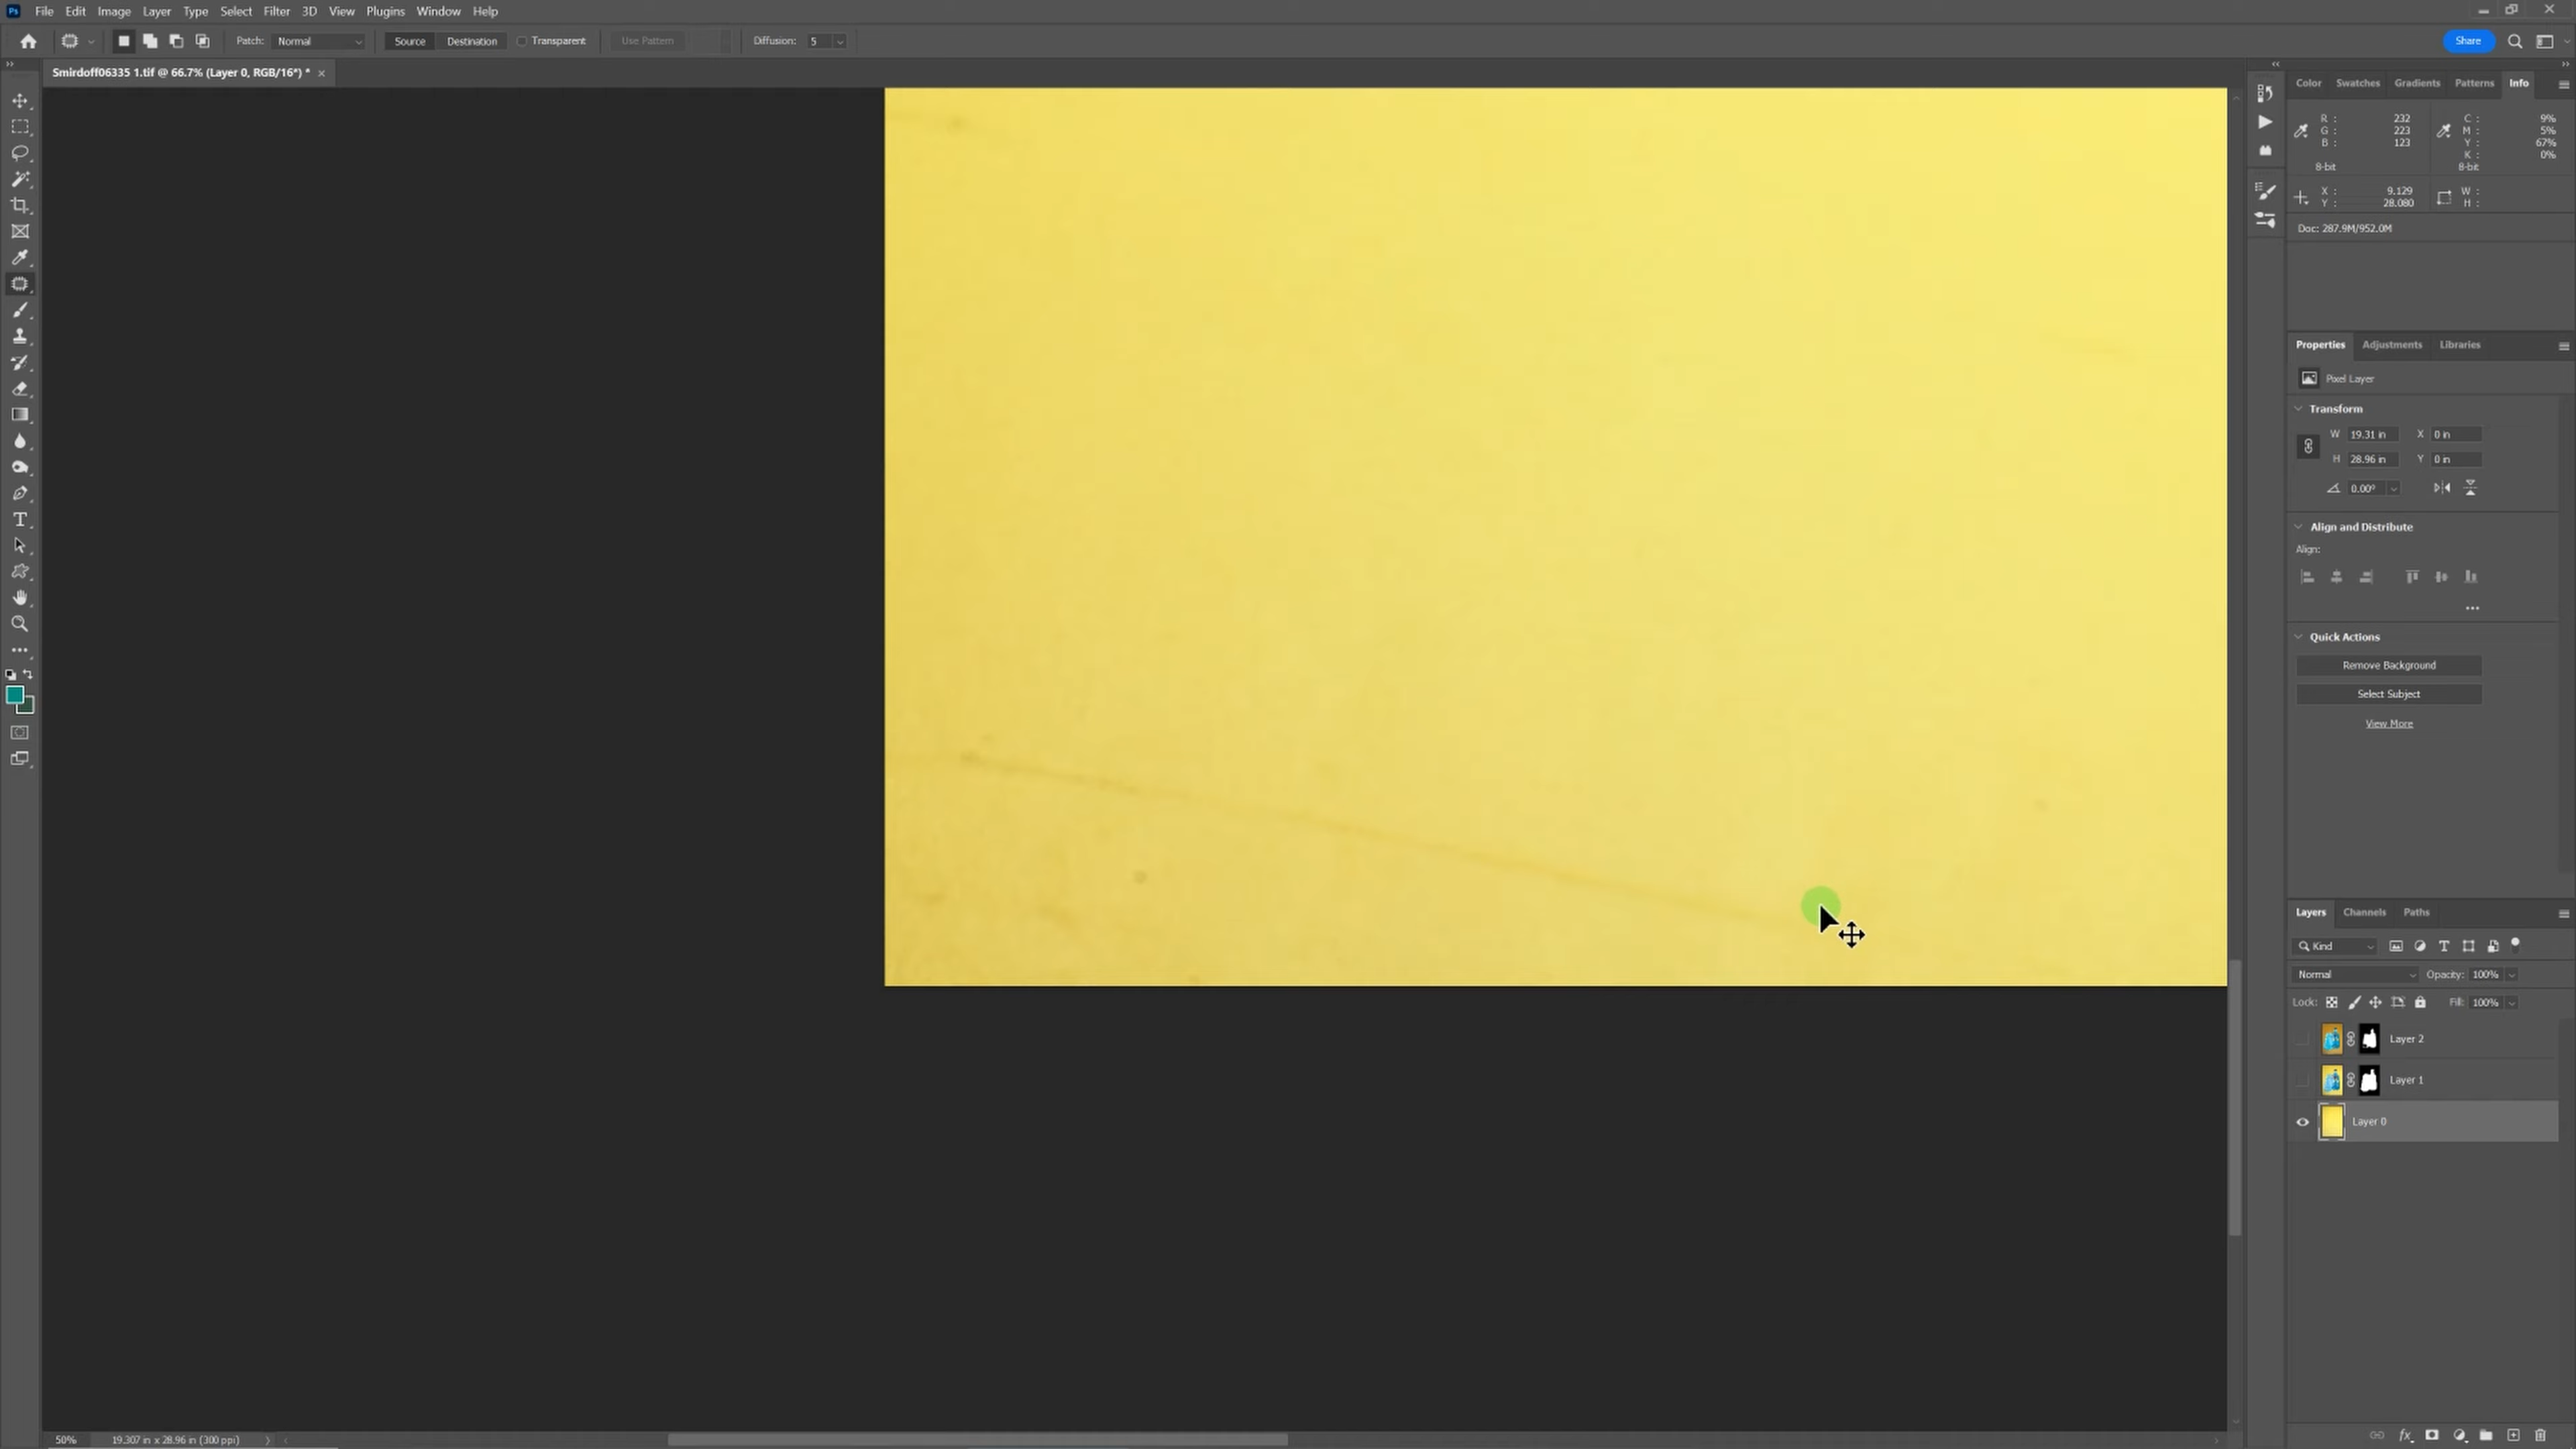 Ps File Edit Image Layer Type Select Filter 3D View Plugins Window Help
Patch: Normal Source Destination Transparent Use Pattern Diffusion: 5 Share
Smirdoff06335 1.tif @ 66.7% (Layer 0, RGB/16*) * ×
Color Swatches Gradients Patterns Info
R : 232 C : 9%
G : 223 M : 5%
B : 123 Y : 67%
K : 0%
8-bit 8-bit
X : 9.129 W :
Y : 28.080 H :
Doc: 287.9M/952.0M
Properties Adjustments Libraries
Pixel Layer
Transform
W 19.31 in X 0 in
H 28.96 in Y 0 in
0.00°
Align and Distribute
Align:
Quick Actions
Remove Background
Select Subject
View More
Layers Channels Paths
Kind
Normal Opacity: 100%
Lock: Fill: 100%
Layer 2
Layer 1
Layer 0
50% 19.307 in x 28.96 in (300 ppi)